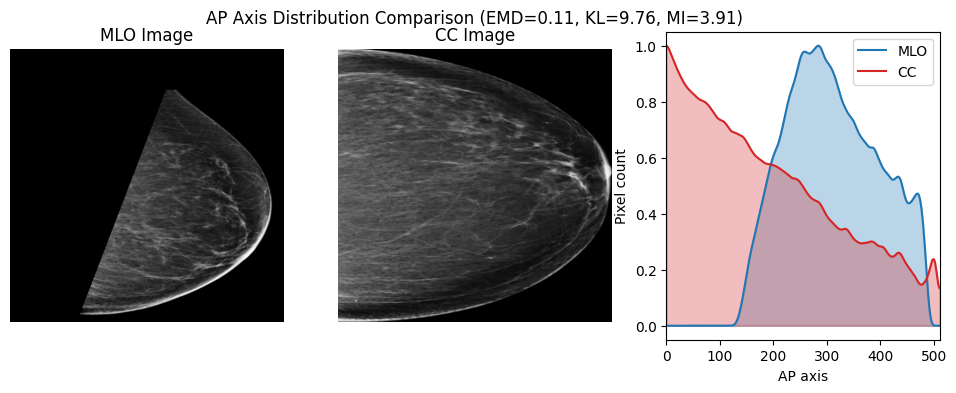 AP Axis Distribution Comparison (EMD=0.11, KL=9.76, MI=3.91)
MLO Image
CC Image
MLO
CC
Pixel count
1.0
0.8
0.6
0.4
0.2
0.0
0 100 200 300 400 500
AP axis